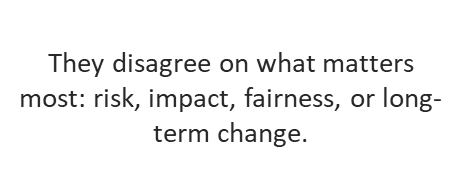 They disagree on what matters
most: risk, impact, fairness, or long-
term change.